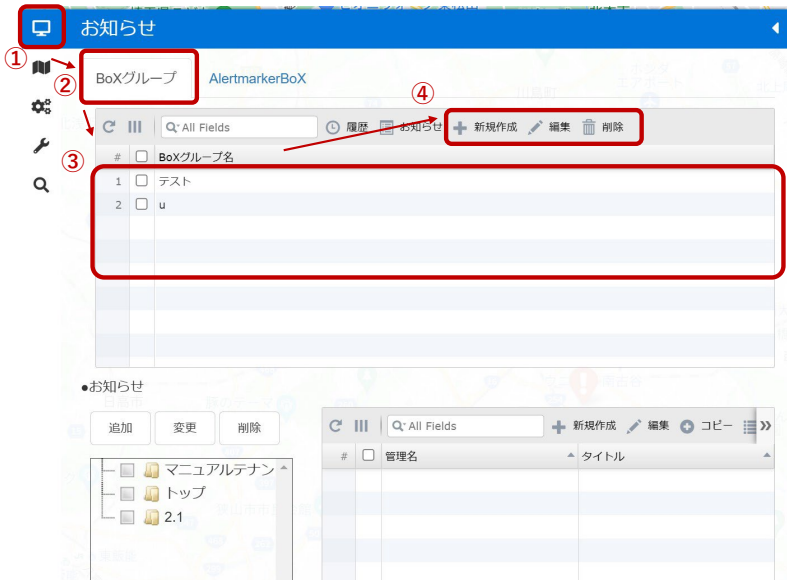 お知らせ
①
②
BoXグループ AlertmarkerBoX
④
All Fields 履歴 お知らせ 新規作成 編集 削除
③
# BoXグループ名
1 テスト
2 u
●お知らせ
追加 変更 削除
All Fields 新規作成 編集 コピー
# 管理名 タイトル
マニュアルテナン
トップ
2.1